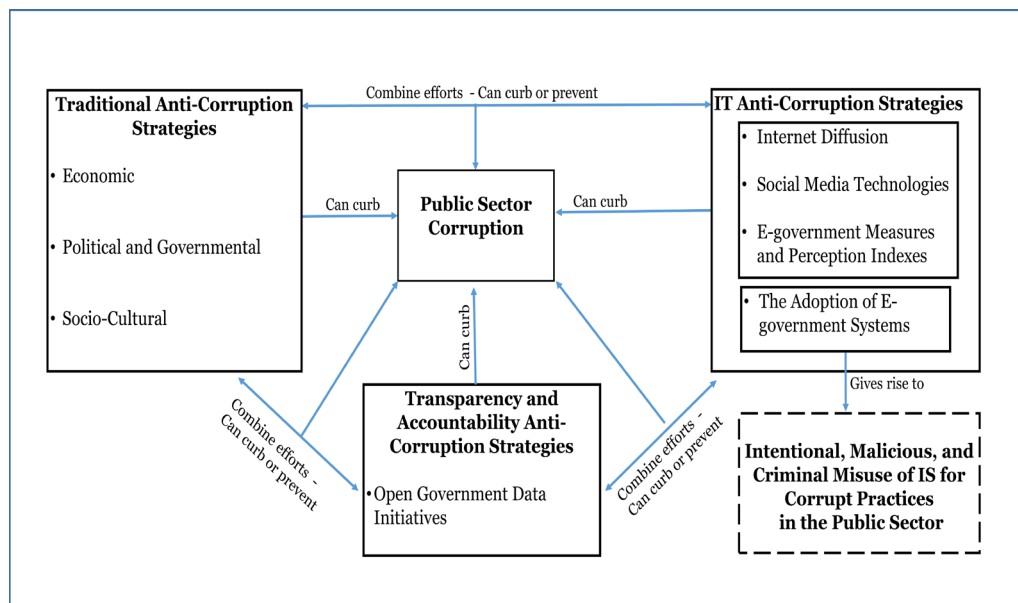 Combine efforts - Can curb or prevent
Traditional Anti-Corruption
Strategies
• Economic
• Political and Governmental
• Socio-Cultural
IT Anti-Corruption Strategies
• Internet Diffusion
• Social Media Technologies
• E-government Measures
and Perception Indexes
• The Adoption of E-
government Systems
Can curb
Public Sector
Corruption
Can curb
Can curb
Gives rise to
Combine efforts -
Can curb or prevent
Transparency and
Accountability Anti-
Corruption Strategies
• Open Government Data
Initiatives
Combine efforts -
Can curb or prevent
Intentional, Malicious, and
Criminal Misuse of IS for
Corrupt Practices
in the Public Sector